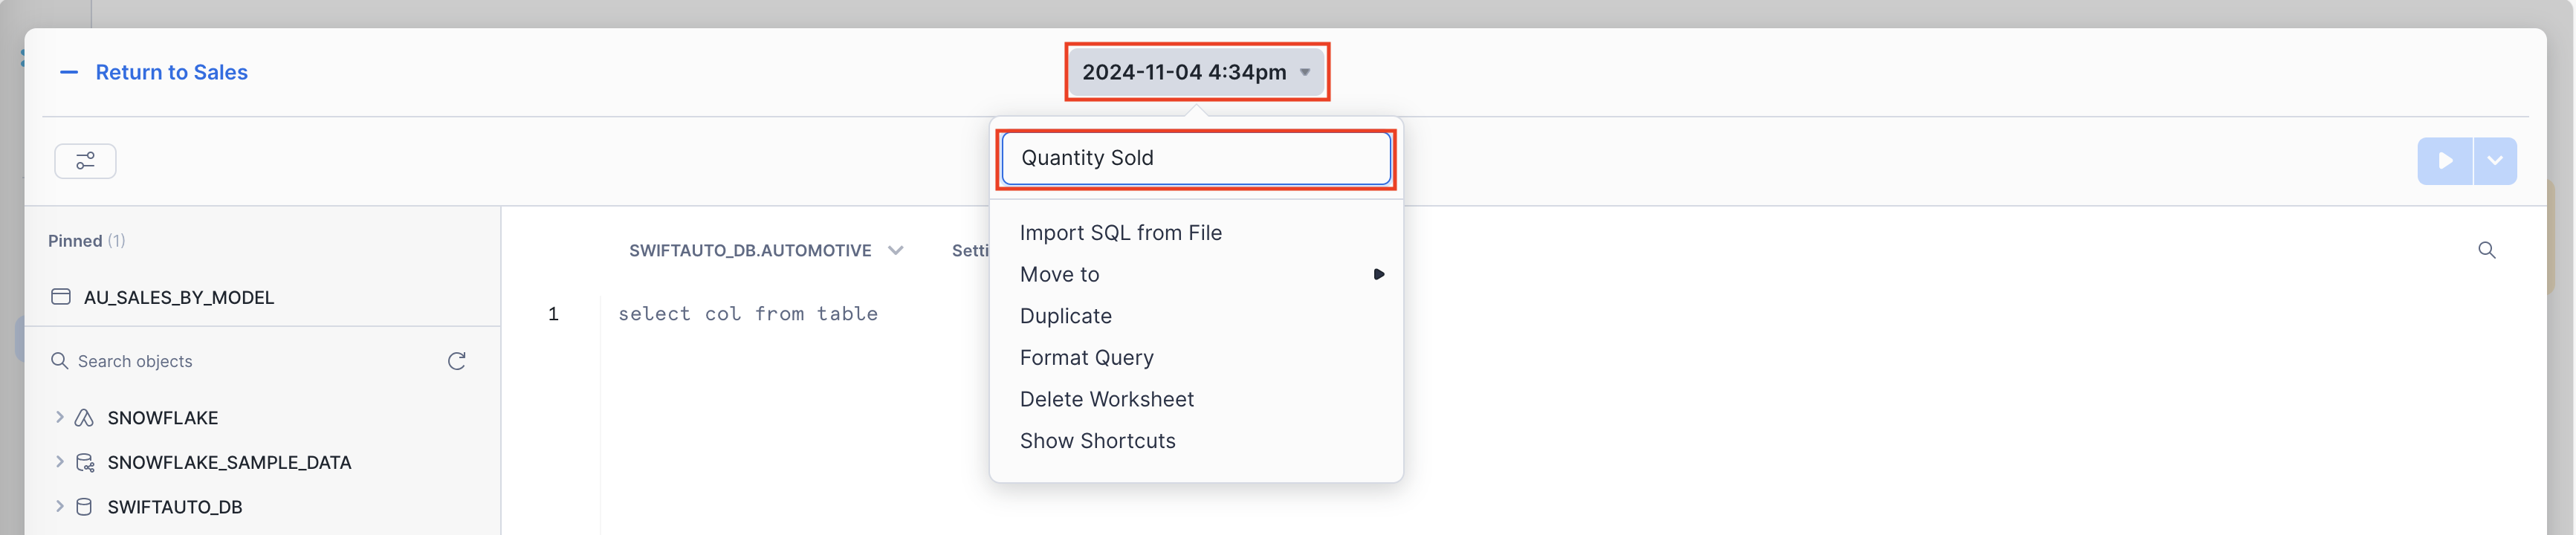 Return to Sales
2024-11-04 4:34pm
Quantity Sold
Import SQL from File
Move to
Duplicate
Format Query
Delete Worksheet
Show Shortcuts
Pinned (1)
AU_SALES_BY_MODEL
Search objects
SNOWFLAKE
SNOWFLAKE_SAMPLE_DATA
SWIFTAUTO_DB
SWIFTAUTO_DB.AUTOMOTIVE
Setti
1 select col from table